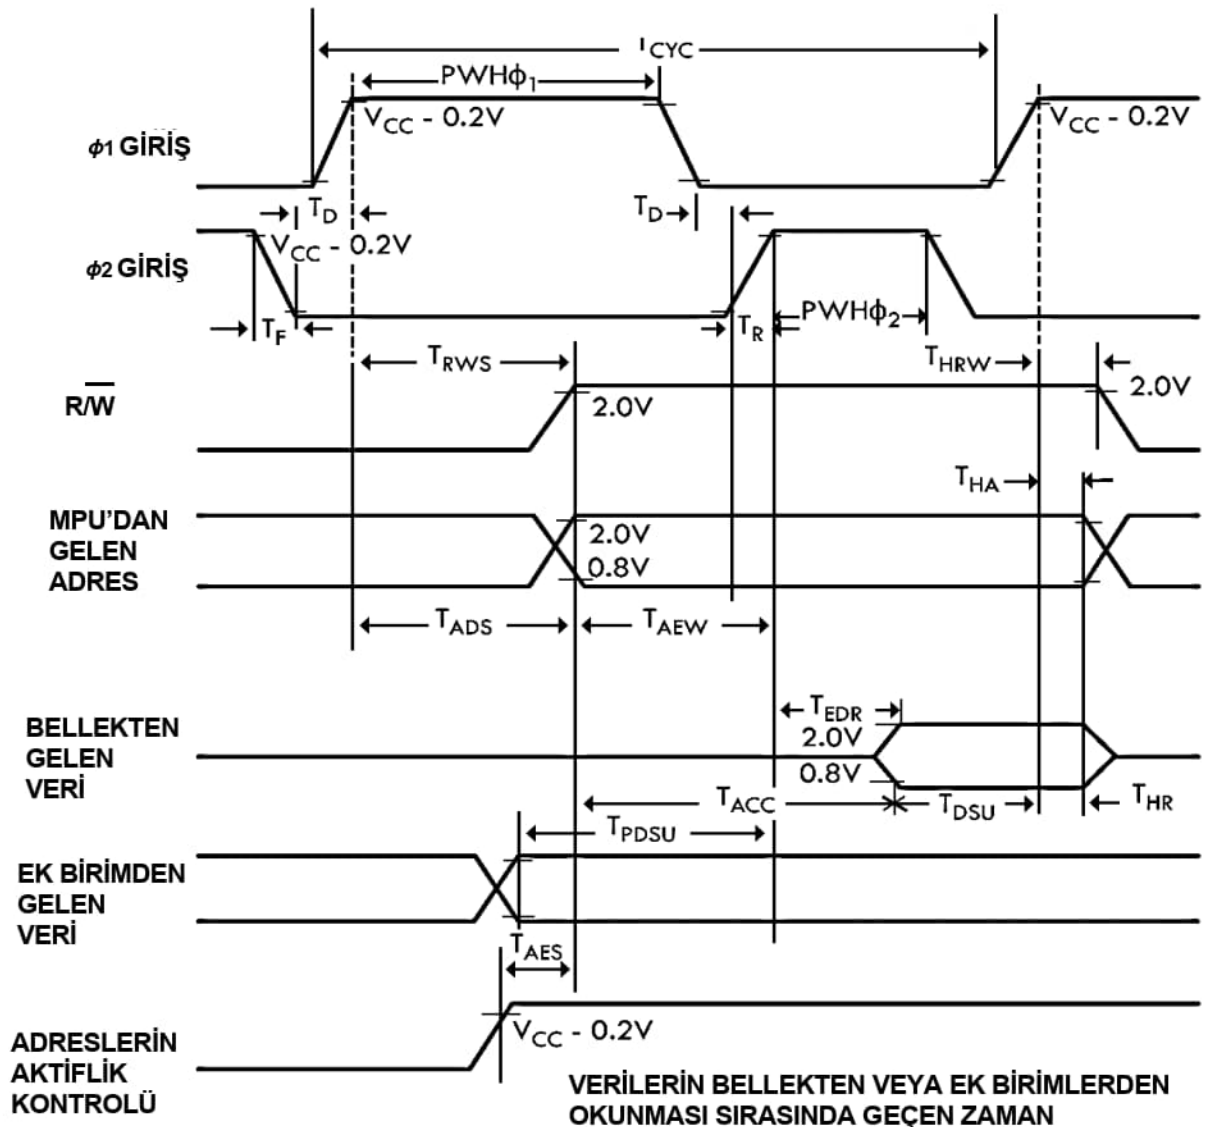 TCYC
PWHϕ1
VCC - 0.2V
VCC - 0.2V
ϕ1 GİRİŞ
TD
TD
VCC - 0.2V
ϕ2 GİRİŞ
TF
TR
PWHϕ2
TRWS
THRW
R/W̅
2.0V
2.0V
THA
MPU'DAN
GELEN
ADRES
2.0V
0.8V
TADS
TAEW
BELLEKTEN
GELEN
VERİ
TEDR
2.0V
0.8V
TACC
TDSU
THR
TPDSU
EK BİRİMDEN
GELEN
VERİ
TAES
VCC - 0.2V
ADRESLERİN
AKTİFLİK
KONTROLÜ
VERİLERİN BELLEKTEN VEYA EK BİRİMLERDEN
OKUNMASI SIRASINDA GEÇEN ZAMAN